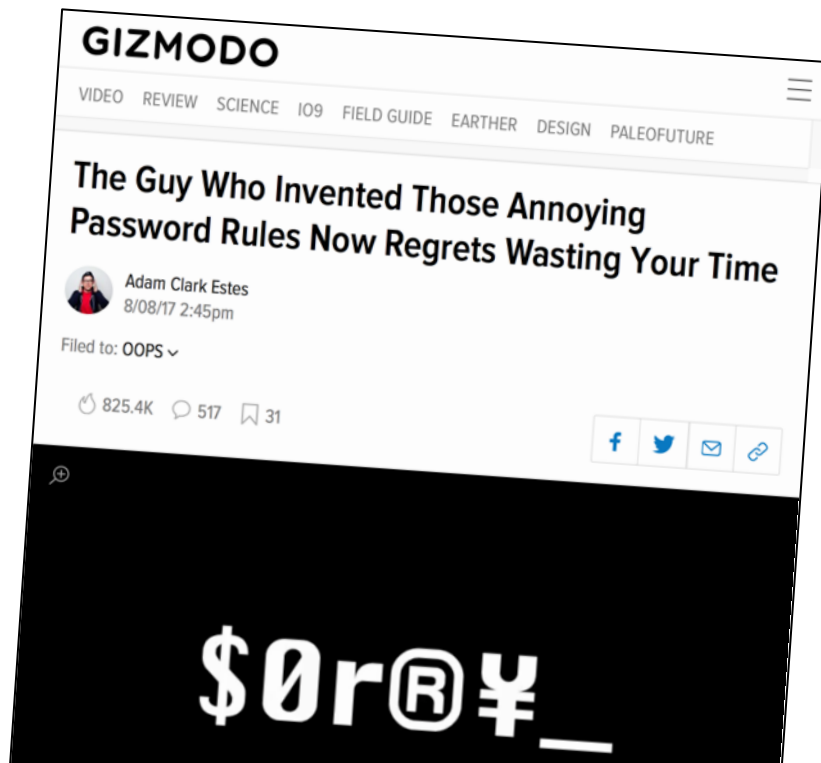 GIZMODO
VIDEO REVIEW SCIENCE IO9 FIELD GUIDE EARTHER DESIGN PALEOFUTURE
The Guy Who Invented Those Annoying
Password Rules Now Regrets Wasting Your Time
Adam Clark Estes
8/08/17 2:45pm
Filed to: OOPS
825.4K 517 31
$0r®¥_